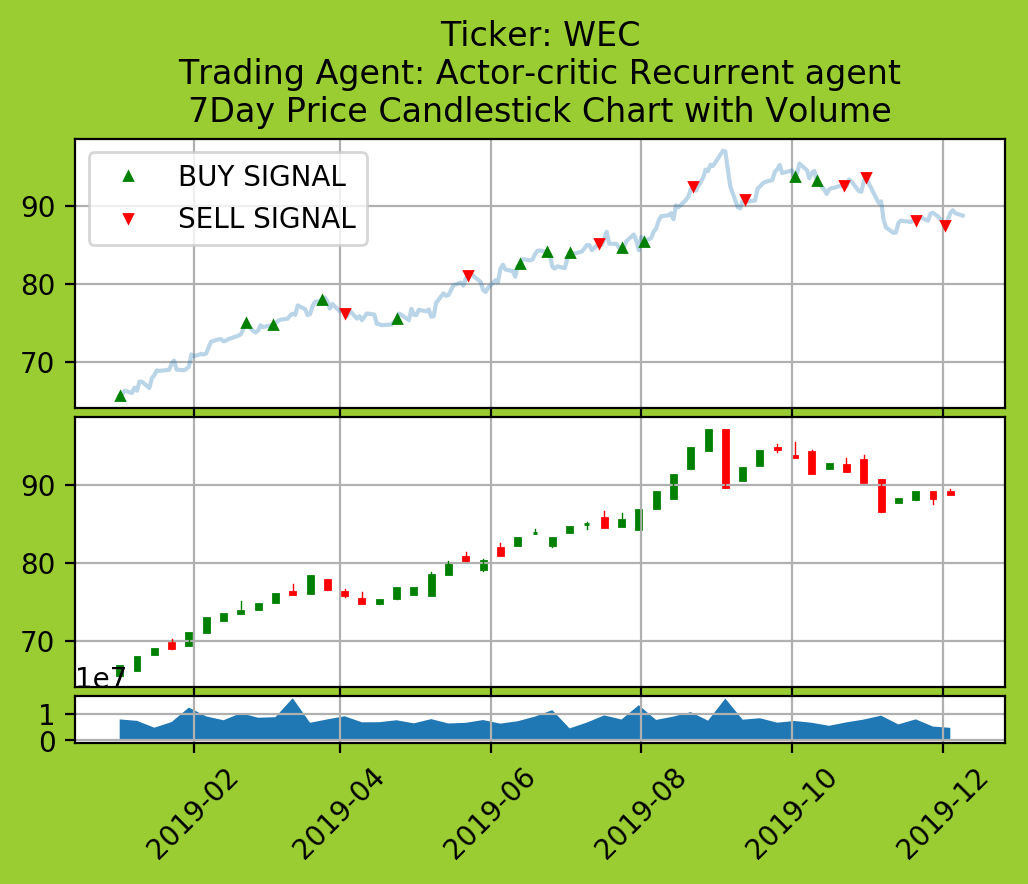 Ticker: WEC
Trading Agent: Actor-critic Recurrent agent
7Day Price Candlestick Chart with Volume
BUY SIGNAL
SELL SIGNAL
90
80
70
90
80
70
1e7
1
0
2019-02
2019-04
2019-06
2019-08
2019-10
2019-12